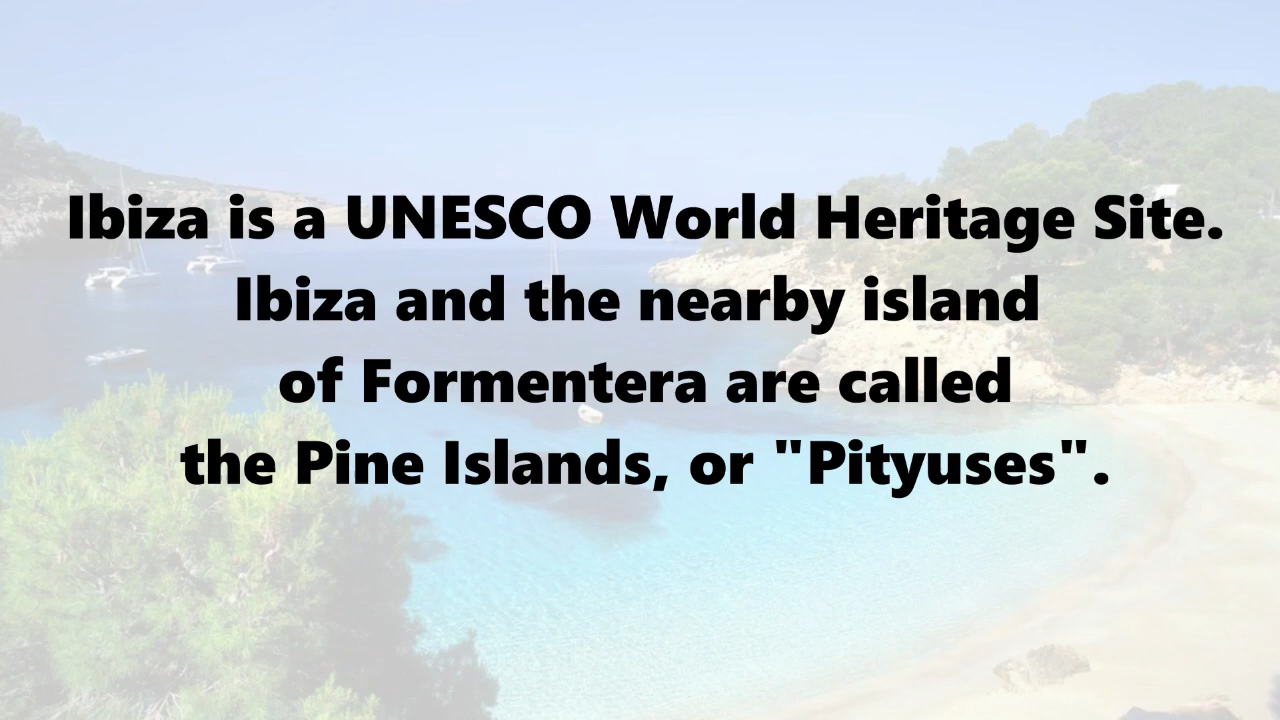 Ibiza is a UNESCO World Heritage Site.
Ibiza and the nearby island
of Formentera are called
the Pine Islands, or "Pityuses".